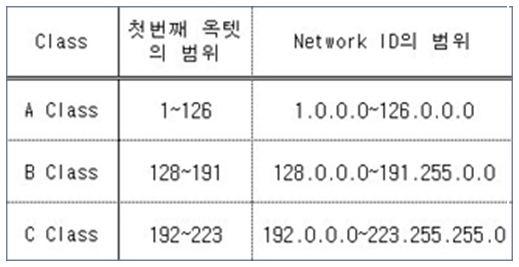 Class 첫번째 옥텟의 범위 Network ID의 범위
A Class 1~126 1.0.0.0~126.0.0.0
B Class 128~191 128.0.0.0~191.255.0.0
C Class 192~223 192.0.0.0~223.255.255.0